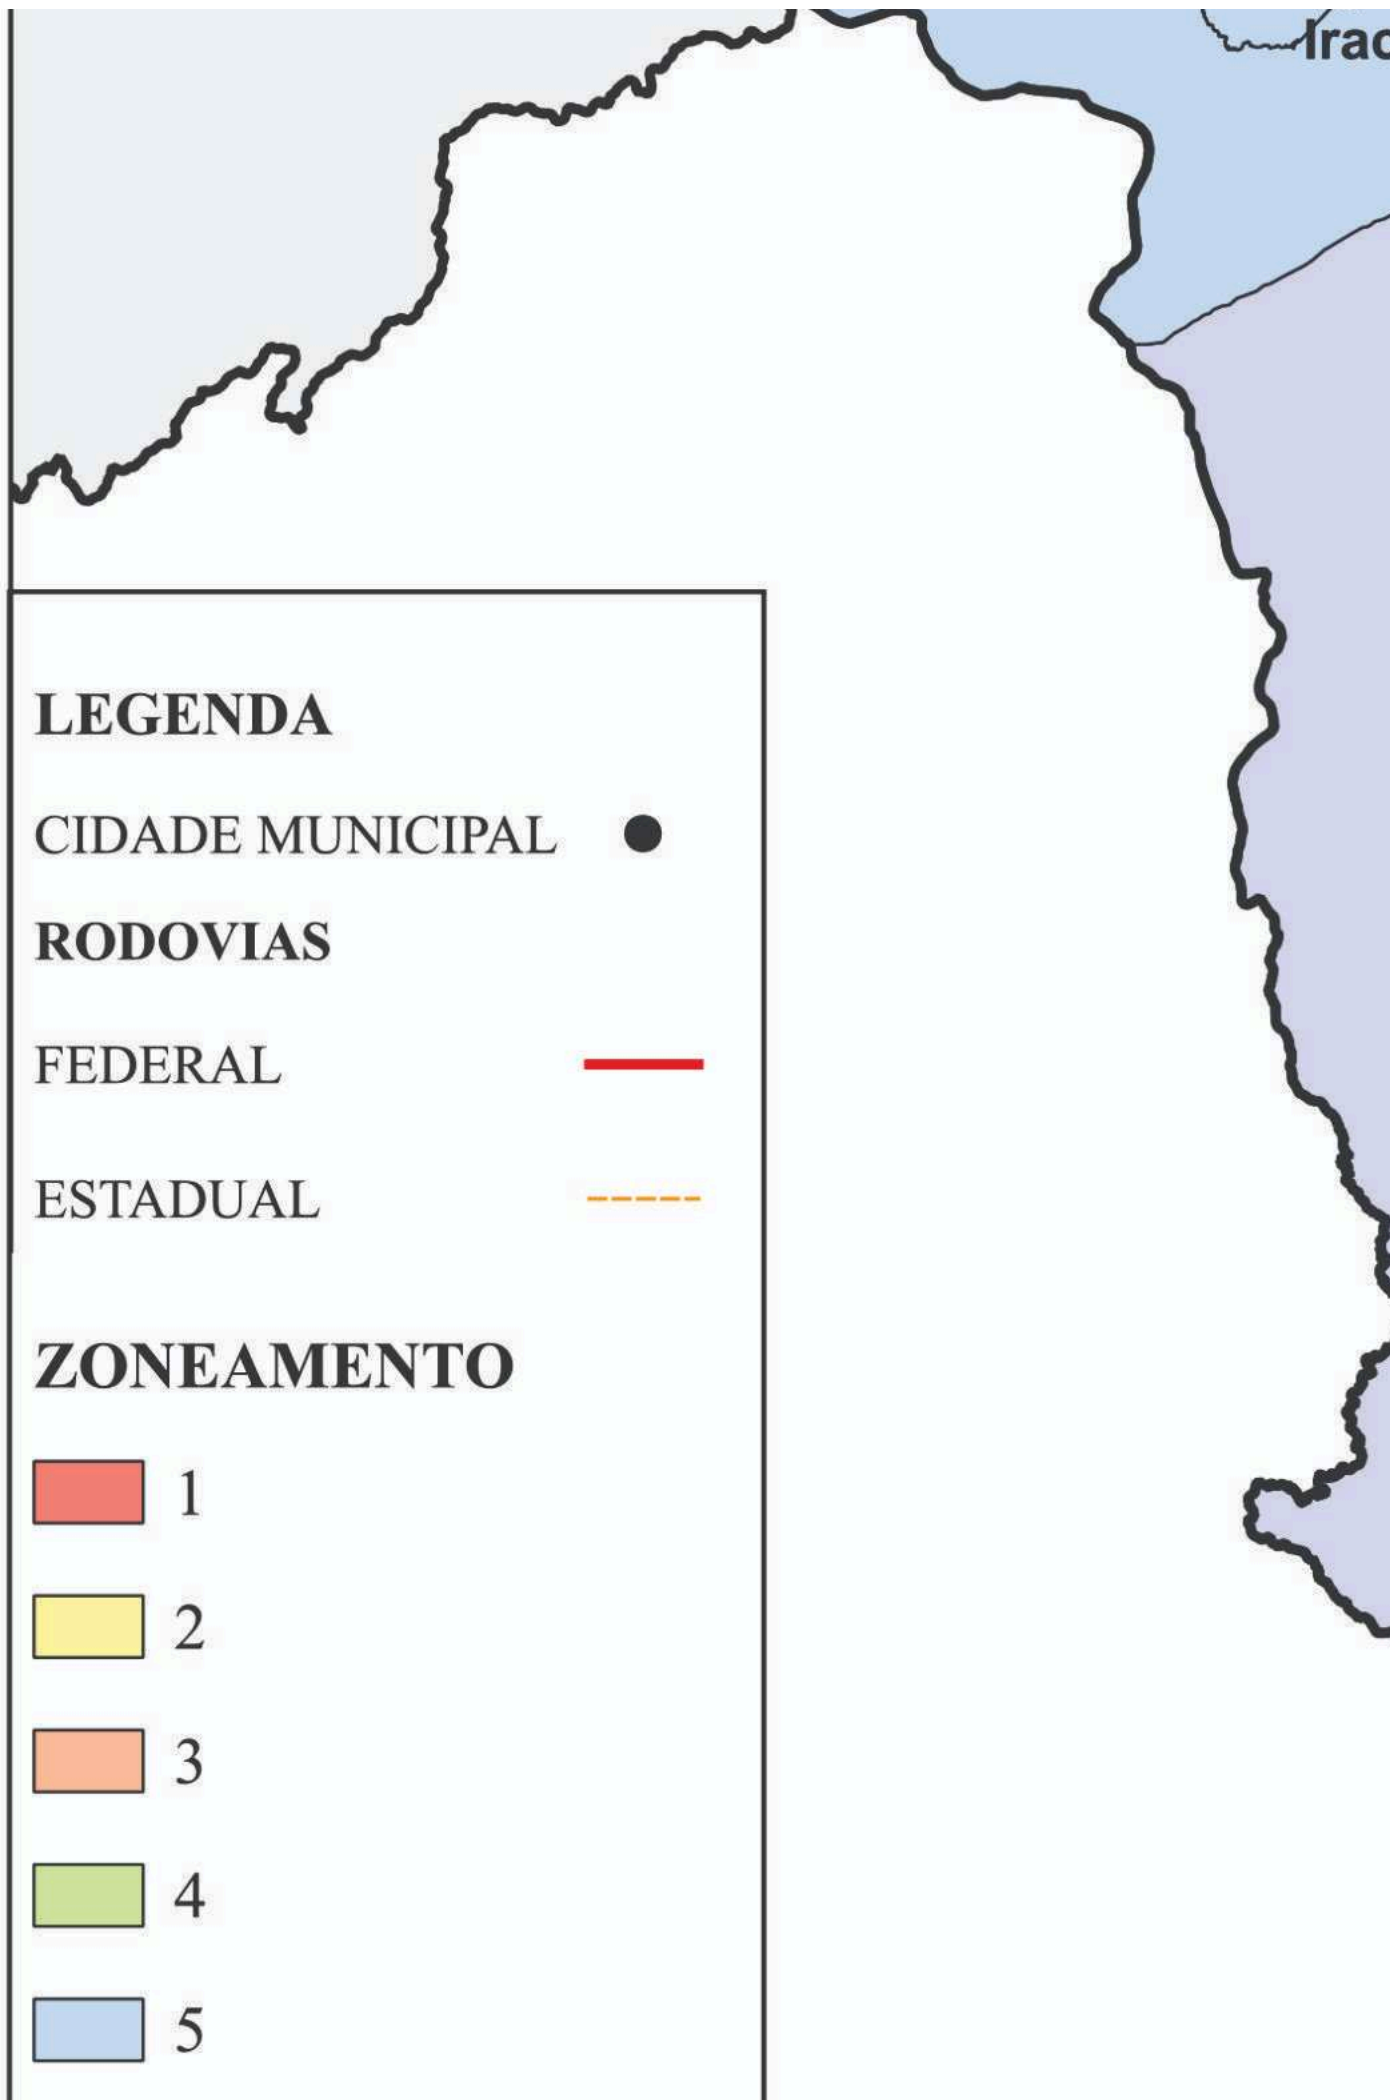 LEGENDA
CIDADE MUNICIPAL
RODOVIAS
FEDERAL
ESTADUAL
ZONEAMENTO
1
2
3
4
5